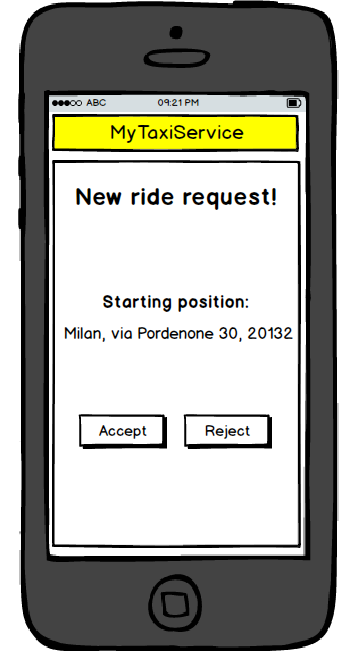 ABC 09:21 PM
MyTaxiService
New ride request!
Starting position:
Milan, via Pordenone 30, 20132
Accept Reject